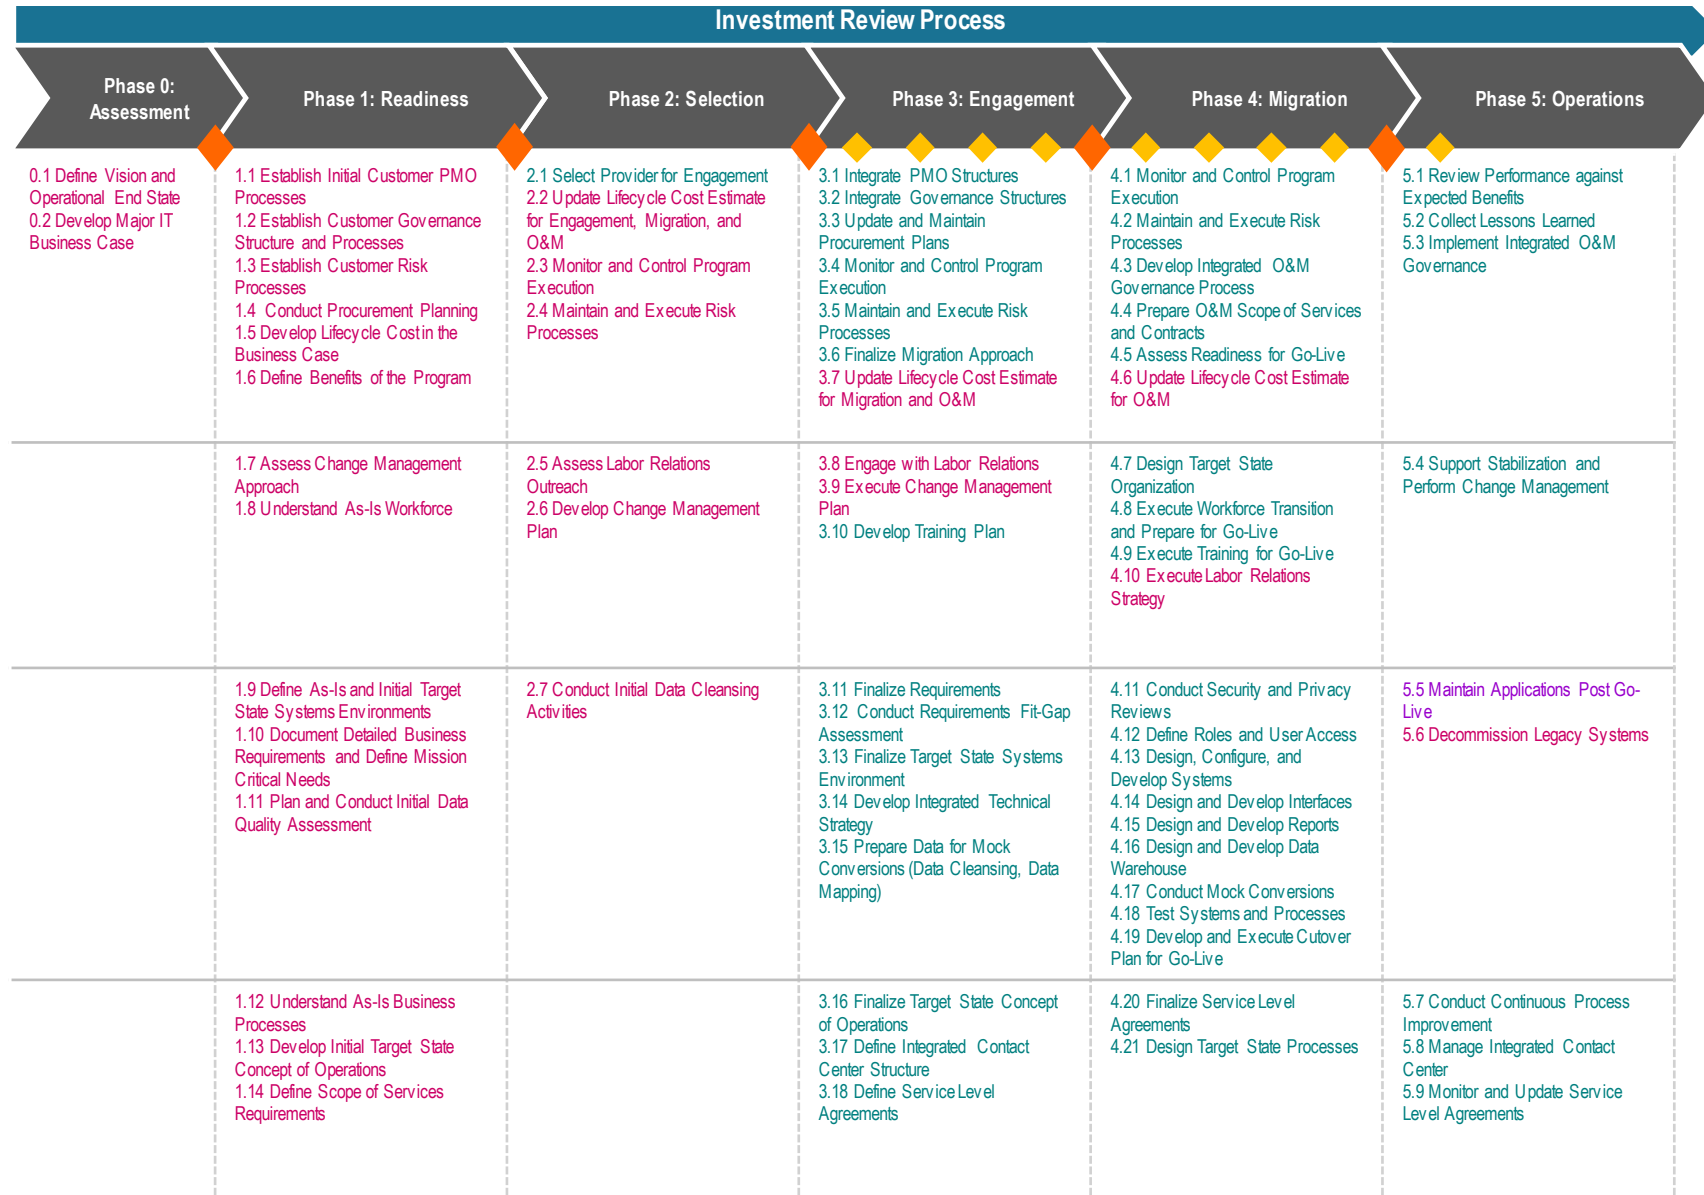 Investment Review Process
Phase 0:
Assessment
Phase 1: Readiness
Phase 2: Selection
Phase 3: Engagement
Phase 4: Migration
Phase 5: Operations
0.1 Define Vision and
Operational End State
0.2 Develop Major IT
Business Case
1.1 Establish Initial Customer PMO
Processes
1.2 Establish Customer Governance
Structure and Processes
1.3 Establish Customer Risk
Processes
1.4 Conduct Procurement Planning
1.5 Develop Lifecycle Cost in the
Business Case
1.6 Define Benefits of the Program
2.1 Select Provider for Engagement
2.2 Update Lifecycle Cost Estimate
for Engagement, Migration, and
O&M
2.3 Monitor and Control Program
Execution
2.4 Maintain and Execute Risk
Processes
3.1 Integrate PMO Structures
3.2 Integrate Governance Structures
3.3 Update and Maintain
Procurement Plans
3.4 Monitor and Control Program
Execution
3.5 Maintain and Execute Risk
Processes
3.6 Finalize Migration Approach
3.7 Update Lifecycle Cost Estimate
for Migration and O&M
4.1 Monitor and Control Program
Execution
4.2 Maintain and Execute Risk
Processes
4.3 Develop Integrated O&M
Governance Process
4.4 Prepare O&M Scope of Services
and Contracts
4.5 Assess Readiness for Go-Live
4.6 Update Lifecycle Cost Estimate
for O&M
5.1 Review Performance against
Expected Benefits
5.2 Collect Lessons Learned
5.3 Implement Integrated O&M
Governance
1.7 Assess Change Management
Approach
1.8 Understand As-Is Workforce
2.5 Assess Labor Relations
Outreach
2.6 Develop Change Management
Plan
3.8 Engage with Labor Relations
3.9 Execute Change Management
Plan
3.10 Develop Training Plan
4.7 Design Target State
Organization
4.8 Execute Workforce Transition
and Prepare for Go-Live
4.9 Execute Training for Go-Live
4.10 Execute Labor Relations
Strategy
5.4 Support Stabilization and
Perform Change Management
1.9 Define As-Is and Initial Target
State Systems Environments
1.10 Document Detailed Business
Requirements and Define Mission
Critical Needs
1.11 Plan and Conduct Initial Data
Quality Assessment
2.7 Conduct Initial Data Cleansing
Activities
3.11 Finalize Requirements
3.12 Conduct Requirements Fit-Gap
Assessment
3.13 Finalize Target State Systems
Environment
3.14 Develop Integrated Technical
Strategy
3.15 Prepare Data for Mock
Conversions (Data Cleansing, Data
Mapping)
4.11 Conduct Security and Privacy
Reviews
4.12 Define Roles and User Access
4.13 Design, Configure, and
Develop Systems
4.14 Design and Develop Interfaces
4.15 Design and Develop Reports
4.16 Design and Develop Data
Warehouse
4.17 Conduct Mock Conversions
4.18 Test Systems and Processes
4.19 Develop and Execute Cutover
Plan for Go-Live
5.5 Maintain Applications Post Go-
Live
5.6 Decommission Legacy Systems
1.12 Understand As-Is Business
Processes
1.13 Develop Initial Target State
Concept of Operations
1.14 Define Scope of Services
Requirements
3.16 Finalize Target State Concept
of Operations
3.17 Define Integrated Contact
Center Structure
3.18 Define Service Level
Agreements
4.20 Finalize Service Level
Agreements
4.21 Design Target State Processes
5.7 Conduct Continuous Process
Improvement
5.8 Manage Integrated Contact
Center
5.9 Monitor and Update Service
Level Agreements